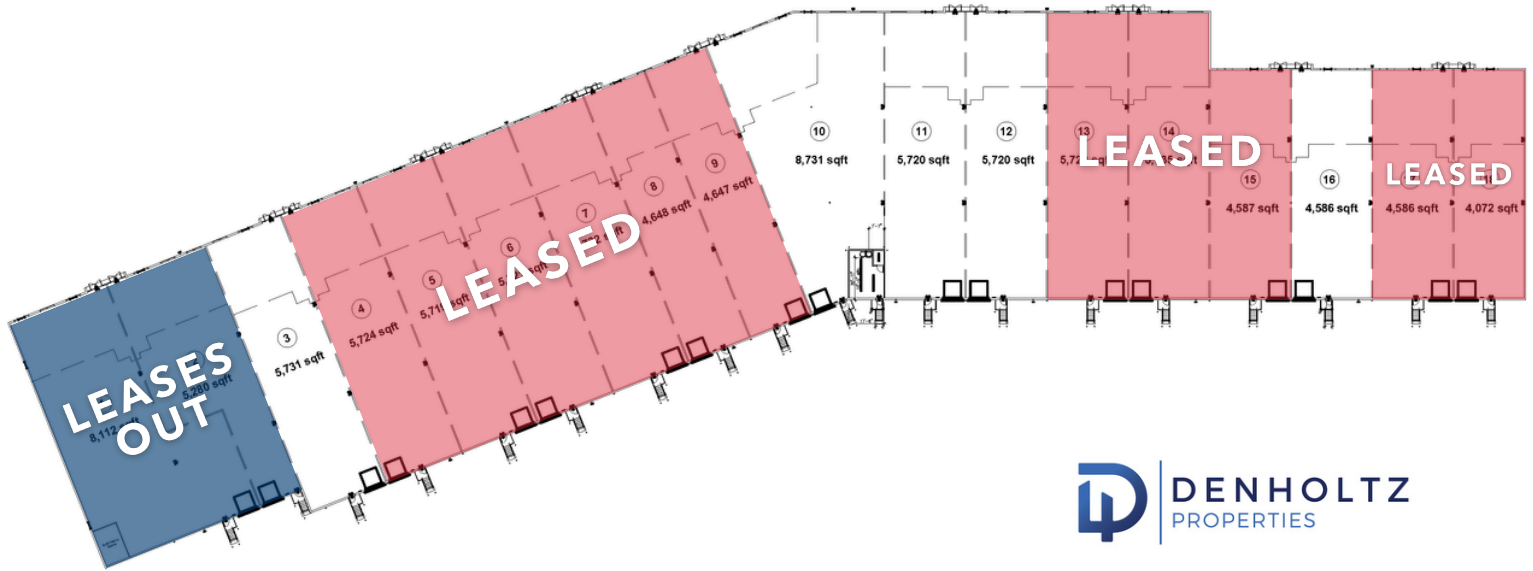 10
8,731 sqft
11
5,720 sqft
12
5,720 sqft
13
14
LEASED
15
4,587 sqft
16
4,586 sqft
LEASED
4,586 sqft
4,072 sqft
9
4,647 sqft
8
4,648 sqft
7
6
5
4
5,724 sqft
LEASED
3
5,731 sqft
5,280 sqft
8,112 sqft
LEASES
OUT
DENHOLTZ
PROPERTIES